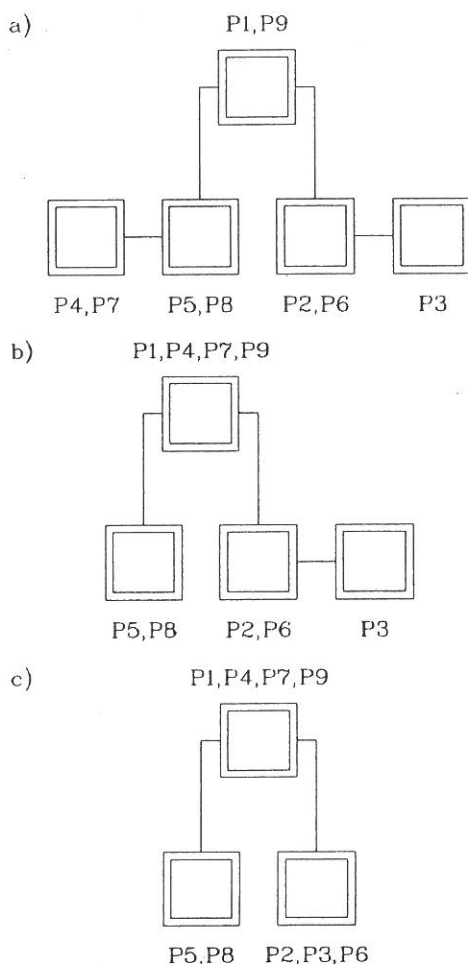 a)
P1,P9
P4,P7 P5,P8 P2,P6 P3
b)
P1,P4,P7,P9
P5,P8 P2,P6 P3
c)
P1,P4,P7,P9
P5,P8 P2,P3,P6